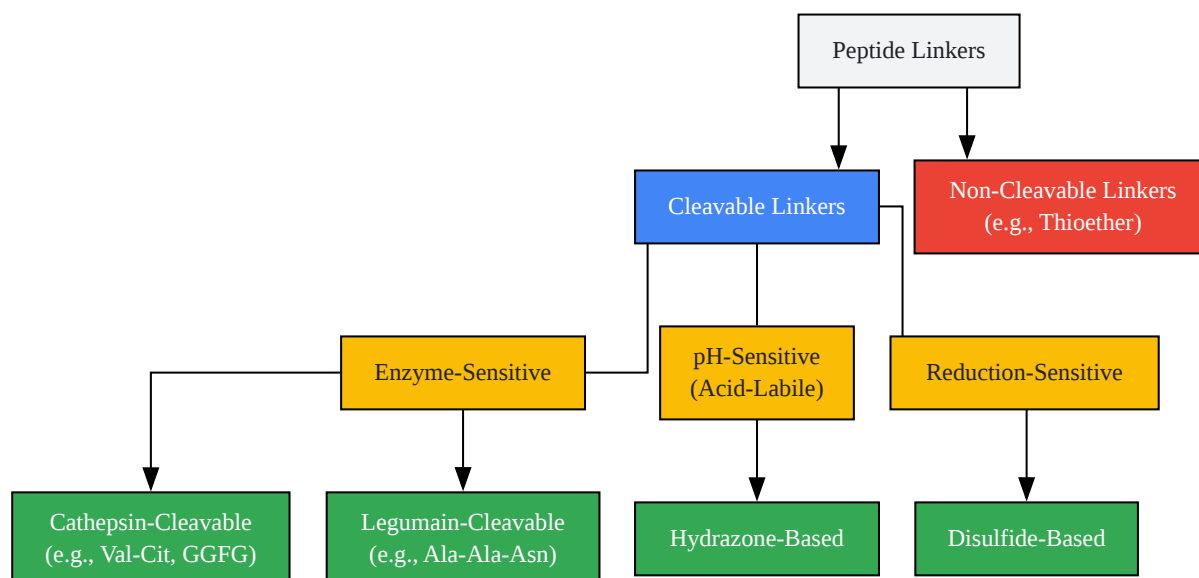 Peptide Linkers
Cleavable Linkers
Non-Cleavable Linkers
(e.g., Thioether)
Enzyme-Sensitive
pH-Sensitive
(Acid-Labile)
Reduction-Sensitive
Cathepsin-Cleavable
(e.g., Val-Cit, GGFG)
Legumain-Cleavable
(e.g., Ala-Ala-Asn)
Hydrazone-Based
Disulfide-Based